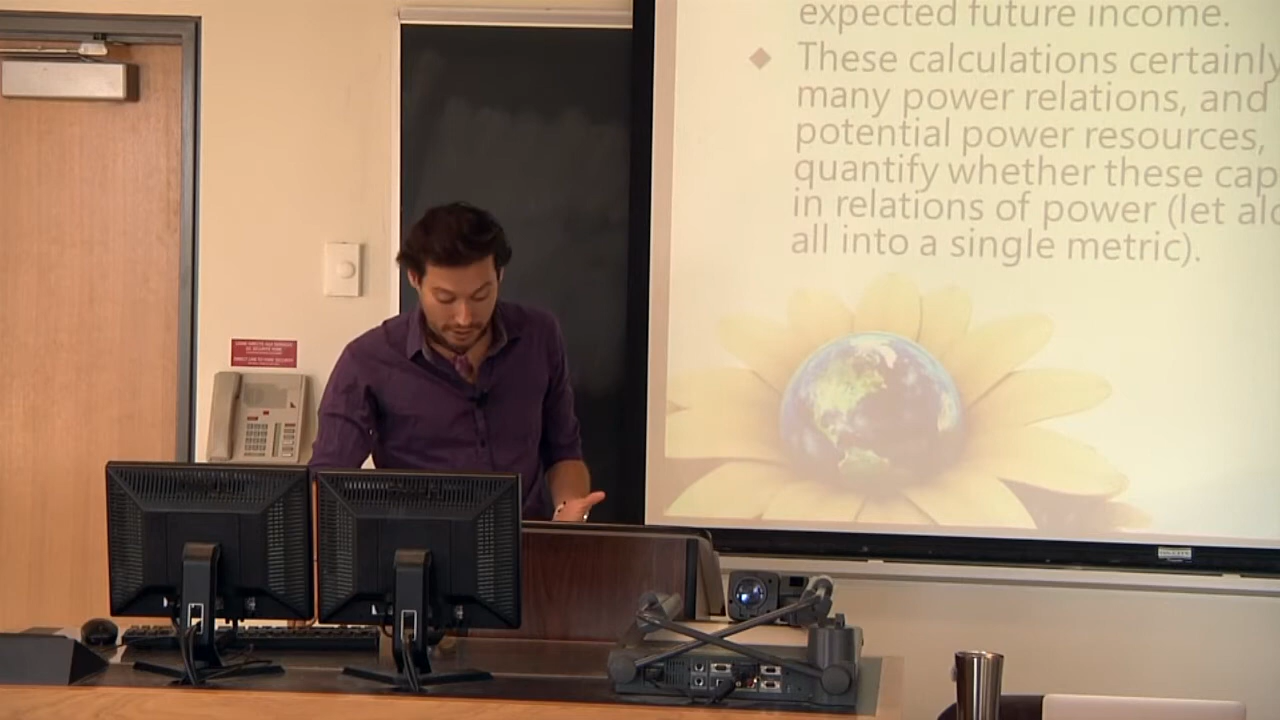 expected future income.
These calculations certainly
many power relations, and
potential power resources,
quantify whether these cap
in relations of power (let alo
all into a single metric).